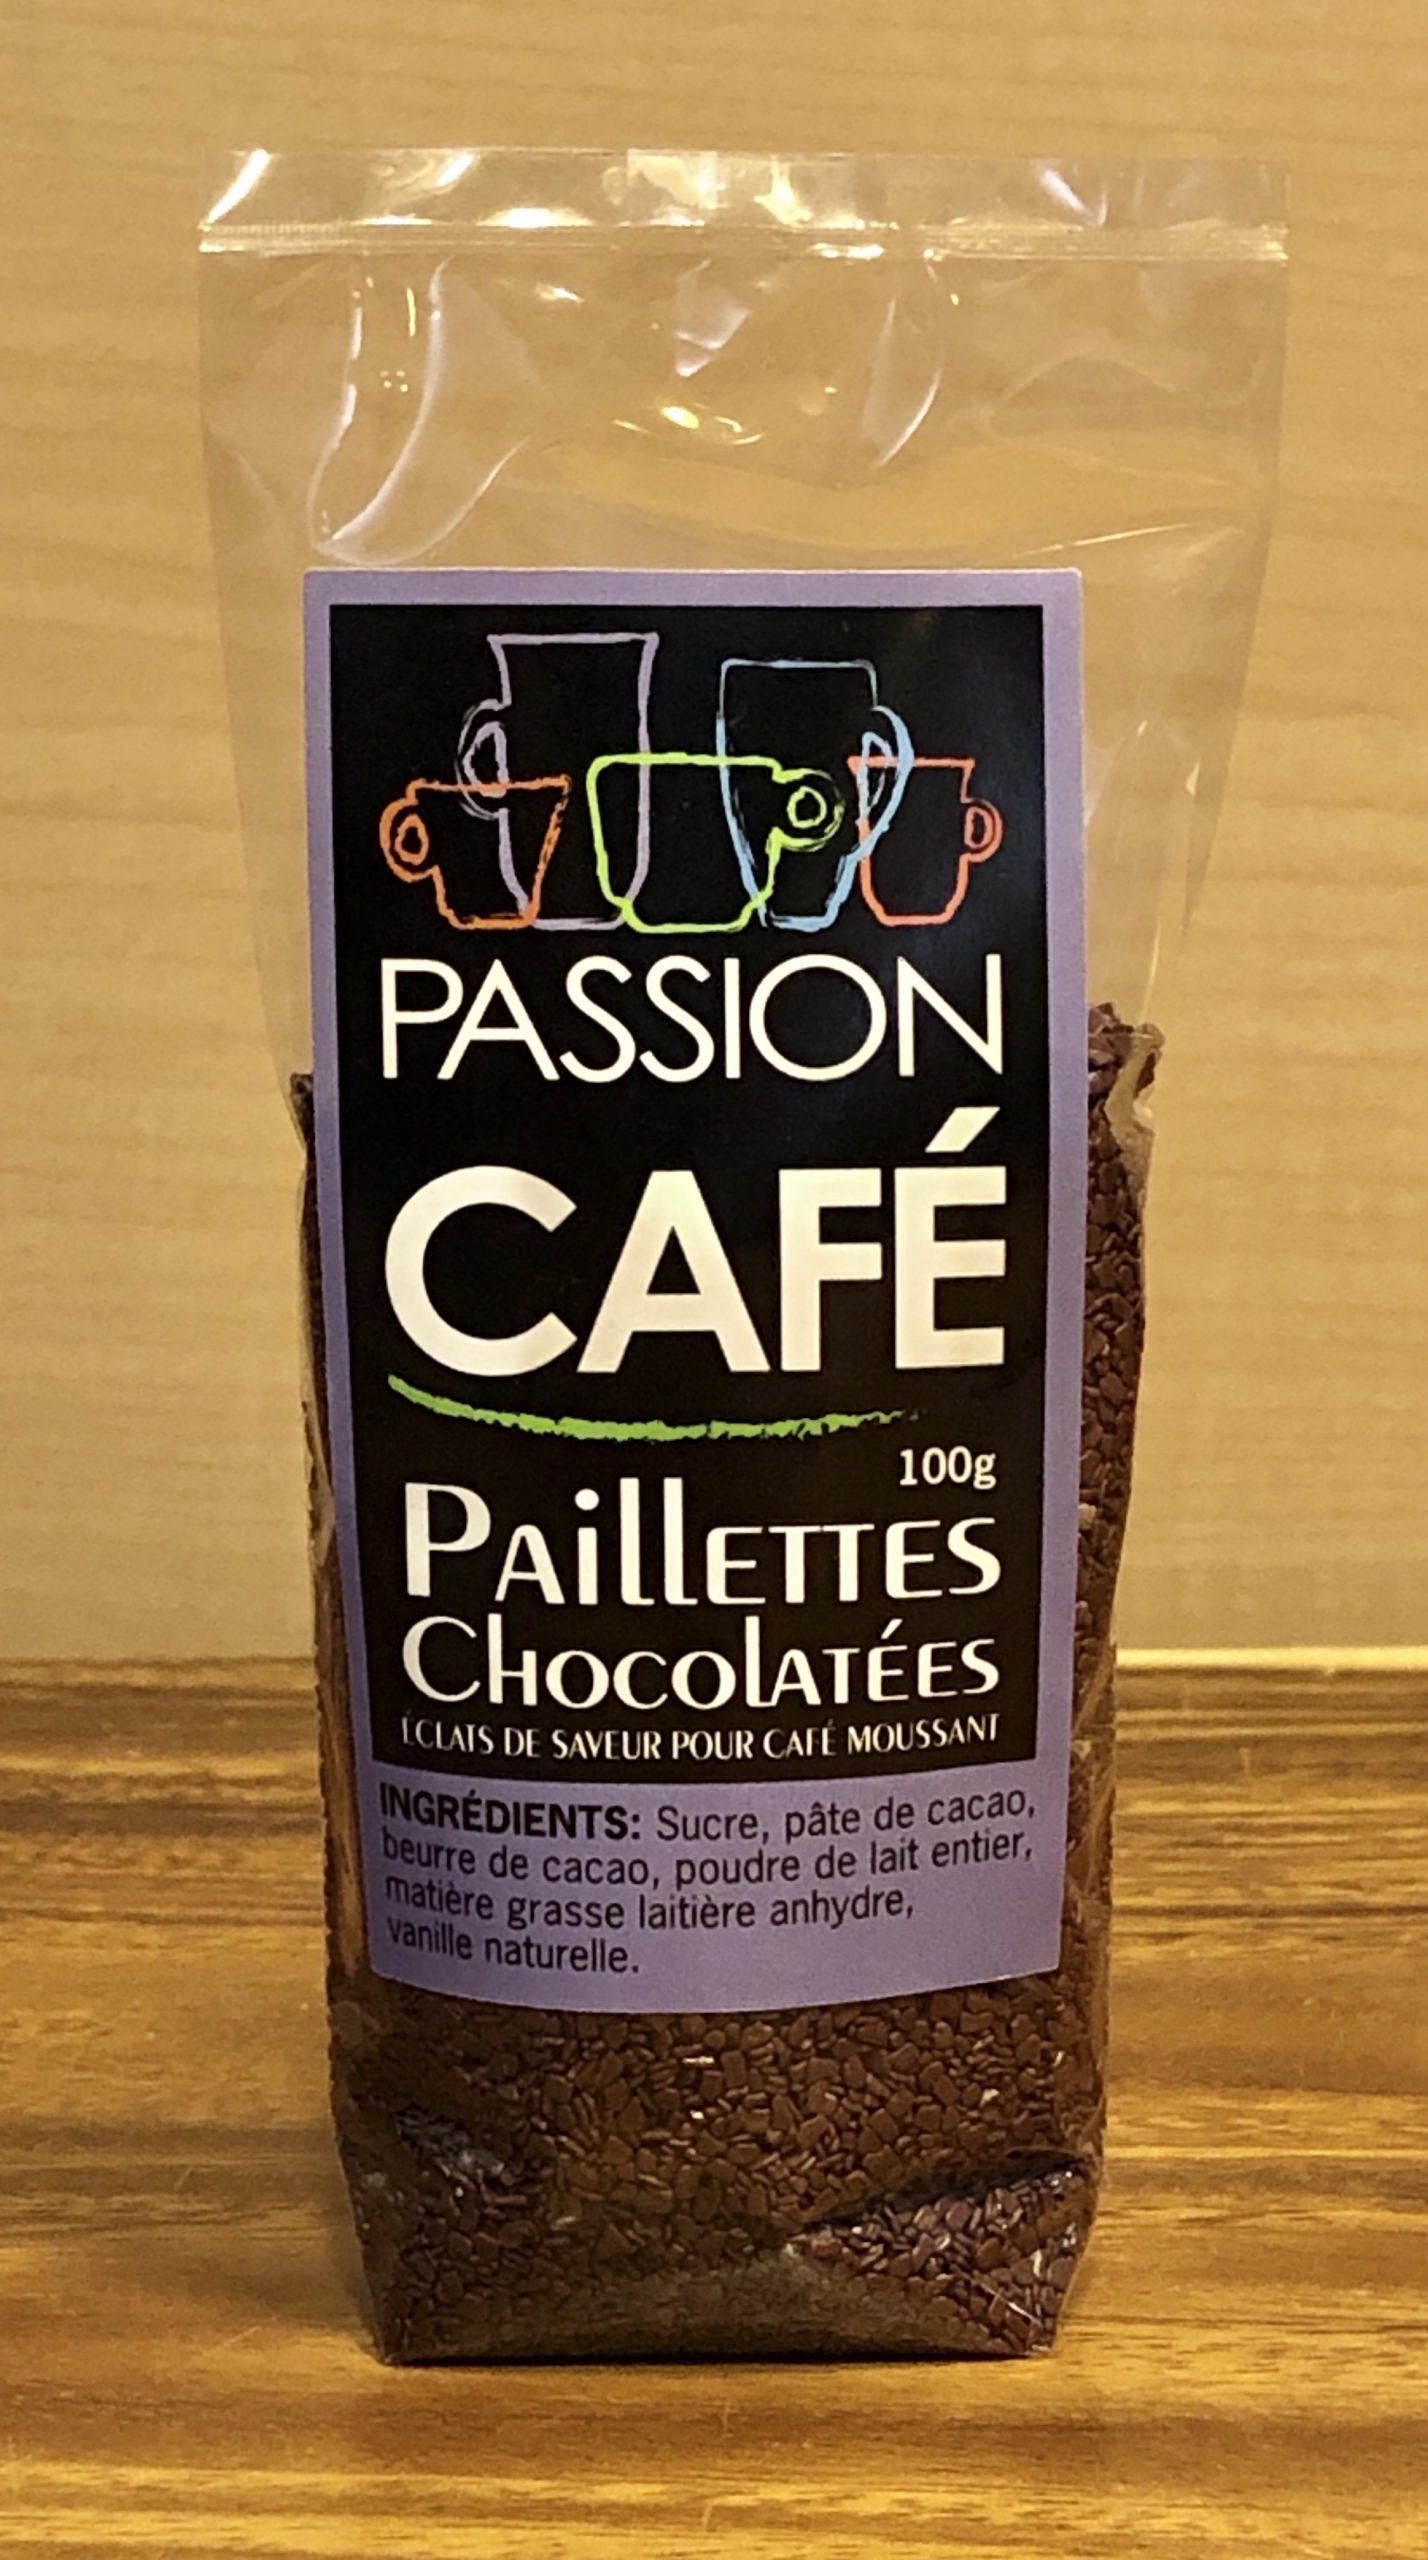 PASSION
CAFÉ
100g
PAillETTES
ChocolATÉES
ÉCLATS DE SAVEUR POUR CAFÉ MOUSSANT
INGRÉDIENTS: Sucre, pâte de cacao,
beurre de cacao, poudre de lait entier,
matière grasse laitière anhydre,
vanille naturelle.